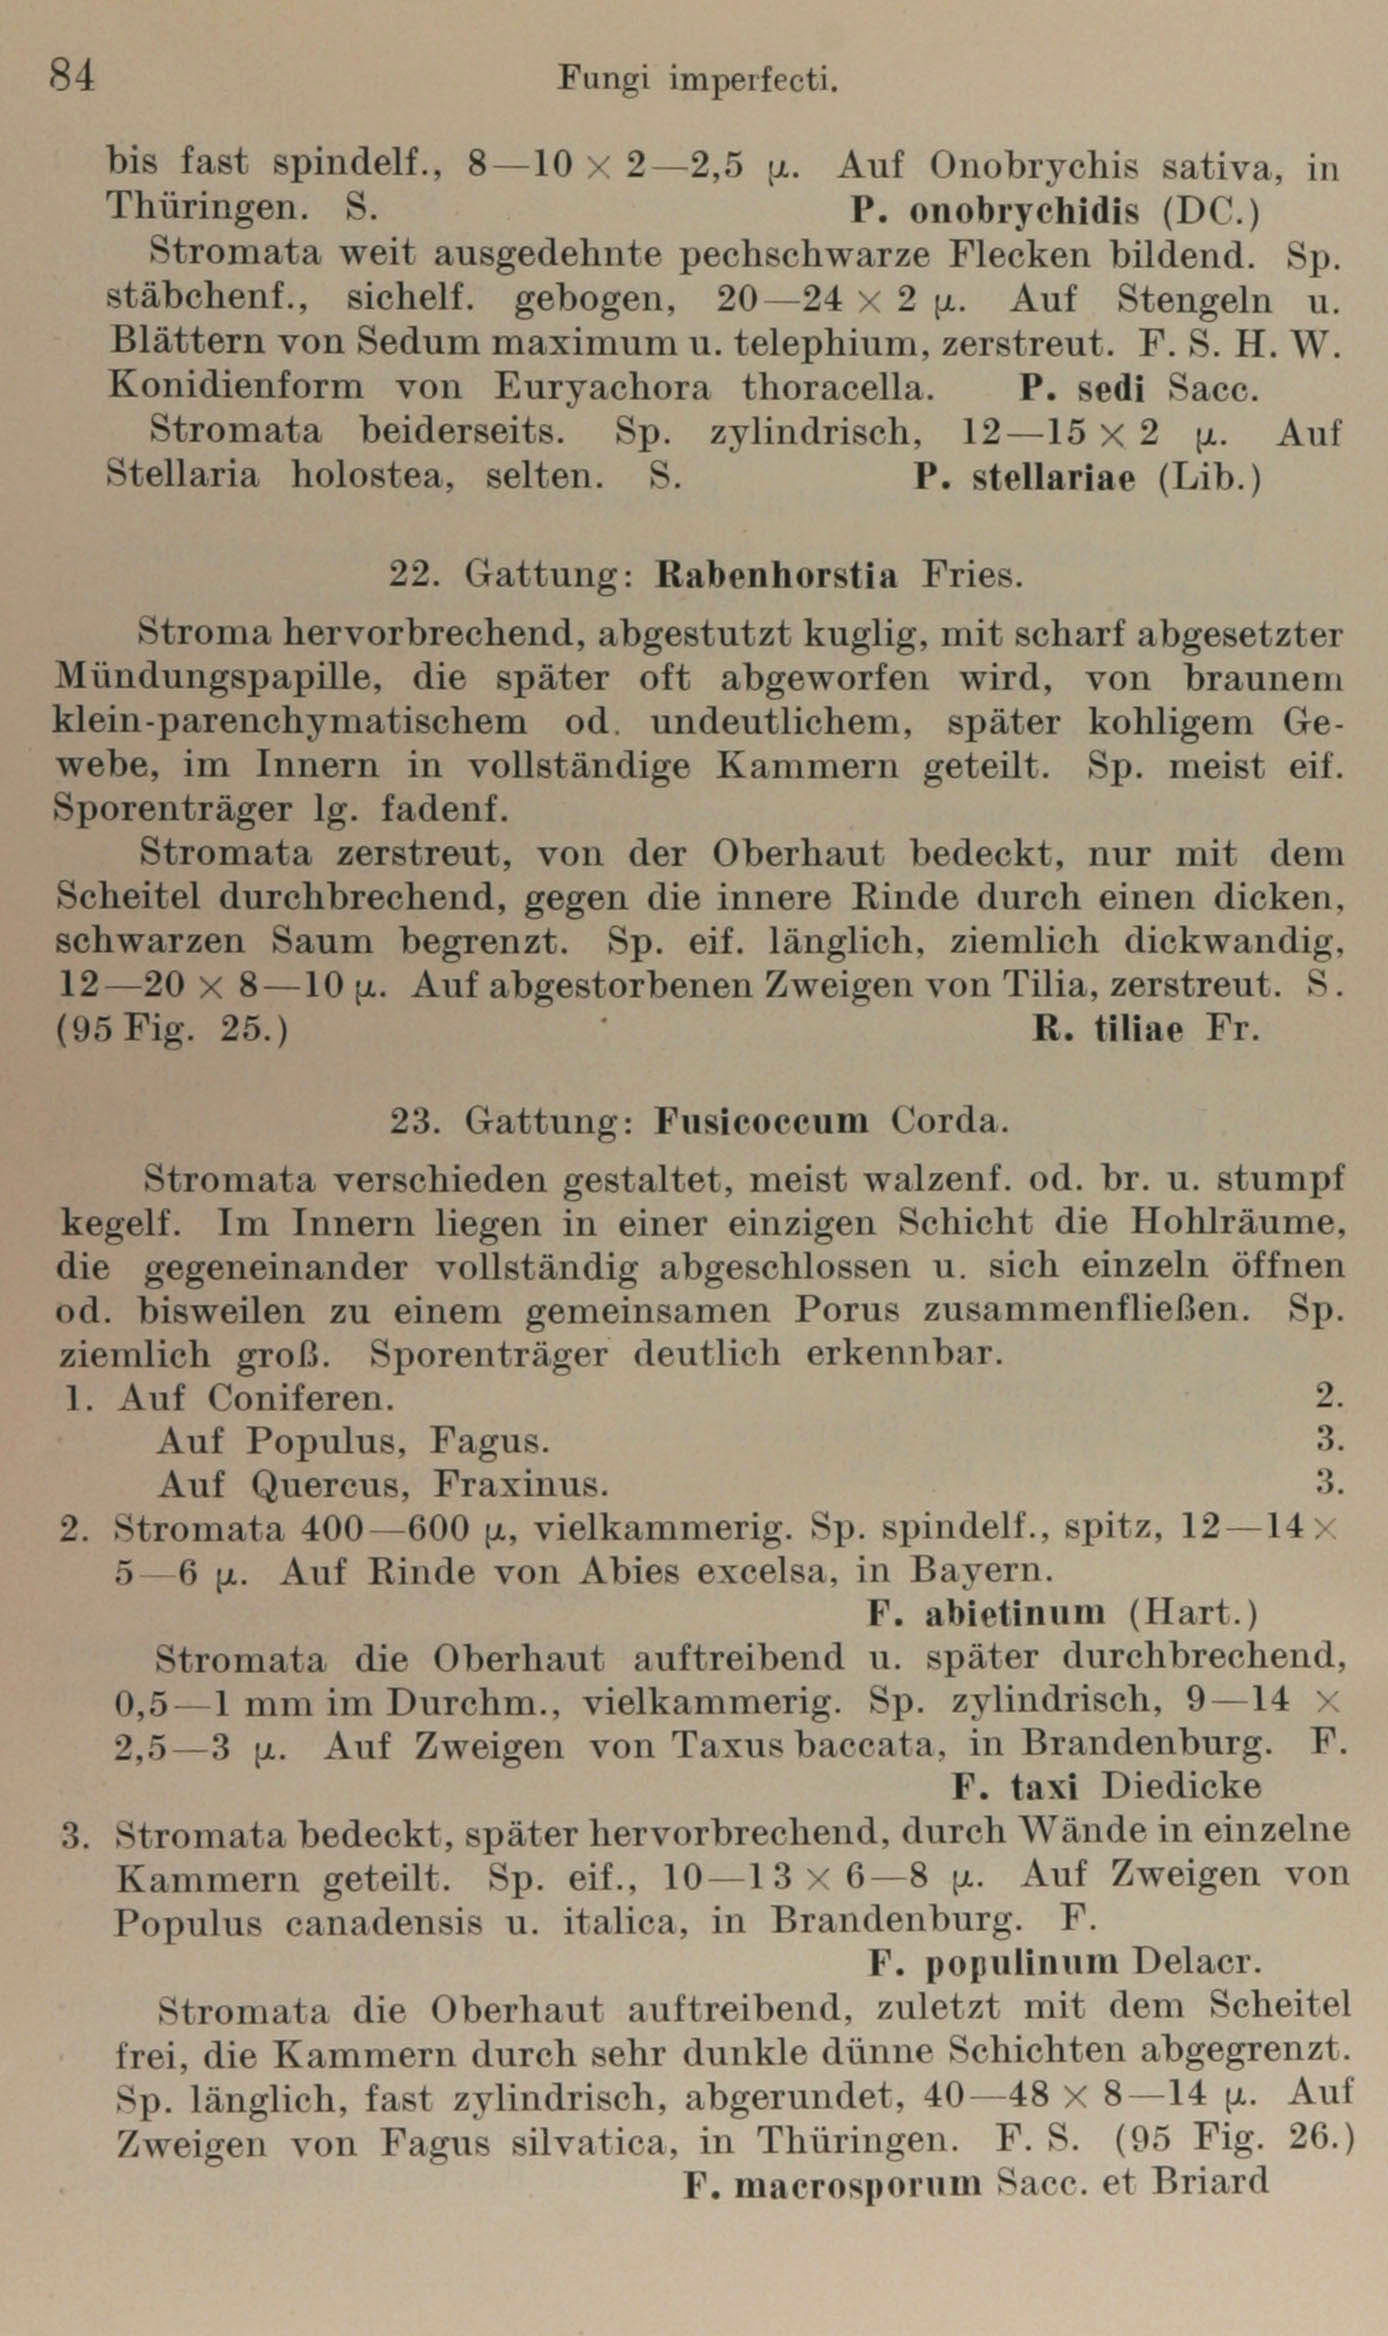 84
Fungi imperfecti.
bis fast spindelf., 8—10 × 2—2,5 µ. Auf Onobrychis sativa, in
Thüringen. S. P. onobrychidis (DC.)
Stromata weit ausgedehnte pechschwarze Flecken bildend. Sp.
stäbchenf., sichelf. gebogen, 20—24 × 2 µ. Auf Stengeln u.
Blättern von Sedum maximum u. telephium, zerstreut. F. S. H. W.
Konidienform von Euryachora thoracella. P. sedi Sacc.
Stromata beiderseits. Sp. zylindrisch, 12—15 × 2 µ. Auf
Stellaria holostea, selten. S. P. stellariae (Lib.)
22. Gattung: Rabenhorstia Fries.
Stroma hervorbrechend, abgestutzt kuglig, mit scharf abgesetzter
Mündungspapille, die später oft abgeworfen wird, von braunem
klein-parenchymatischem od. undeutlichem, später kohligem Ge-
webe, im Innern in vollständige Kammern geteilt. Sp. meist eif.
Sporenträger lg. fadenf.
Stromata zerstreut, von der Oberhaut bedeckt, nur mit dem
Scheitel durchbrechend, gegen die innere Rinde durch einen dicken,
schwarzen Saum begrenzt. Sp. eif. länglich, ziemlich dickwandig,
12—20 × 8—10 µ. Auf abgestorbenen Zweigen von Tilia, zerstreut. S.
(95 Fig. 25.) R. tiliae Fr.
23. Gattung: Fusicoccum Corda.
Stromata verschieden gestaltet, meist walzenf. od. br. u. stumpf
kegelf. Im Innern liegen in einer einzigen Schicht die Hohlräume,
die gegeneinander vollständig abgeschlossen u. sich einzeln öffnen
od. bisweilen zu einem gemeinsamen Porus zusammenfließen. Sp.
ziemlich groß. Sporenträger deutlich erkennbar.
1. Auf Coniferen. 2.
Auf Populus, Fagus. 3.
Auf Quercus, Fraxinus. 3.
2. Stromata 400—600 µ, vielkammerig. Sp. spindelf., spitz, 12—14 ×
5—6 µ. Auf Rinde von Abies excelsa, in Bayern.
F. abietinum (Hart.)
Stromata die Oberhaut auftreibend u. später durchbrechend,
0,5—1 mm im Durchm., vielkammerig. Sp. zylindrisch, 9—14 ×
2,5—3 µ. Auf Zweigen von Taxus baccata, in Brandenburg. F.
F. taxi Diedicke
3. Stromata bedeckt, später hervorbrechend, durch Wände in einzelne
Kammern geteilt. Sp. eif., 10—13 × 6—8 µ. Auf Zweigen von
Populus canadensis u. italica, in Brandenburg. F.
F. populinum Delacr.
Stromata die Oberhaut auftreibend, zuletzt mit dem Scheitel
frei, die Kammern durch sehr dunkle dünne Schichten abgegrenzt.
Sp. länglich, fast zylindrisch, abgerundet, 40—48 × 8—14 µ. Auf
Zweigen von Fagus silvatica, in Thüringen. F. S. (95 Fig. 26.)
F. macrosporum Sacc. et Briard